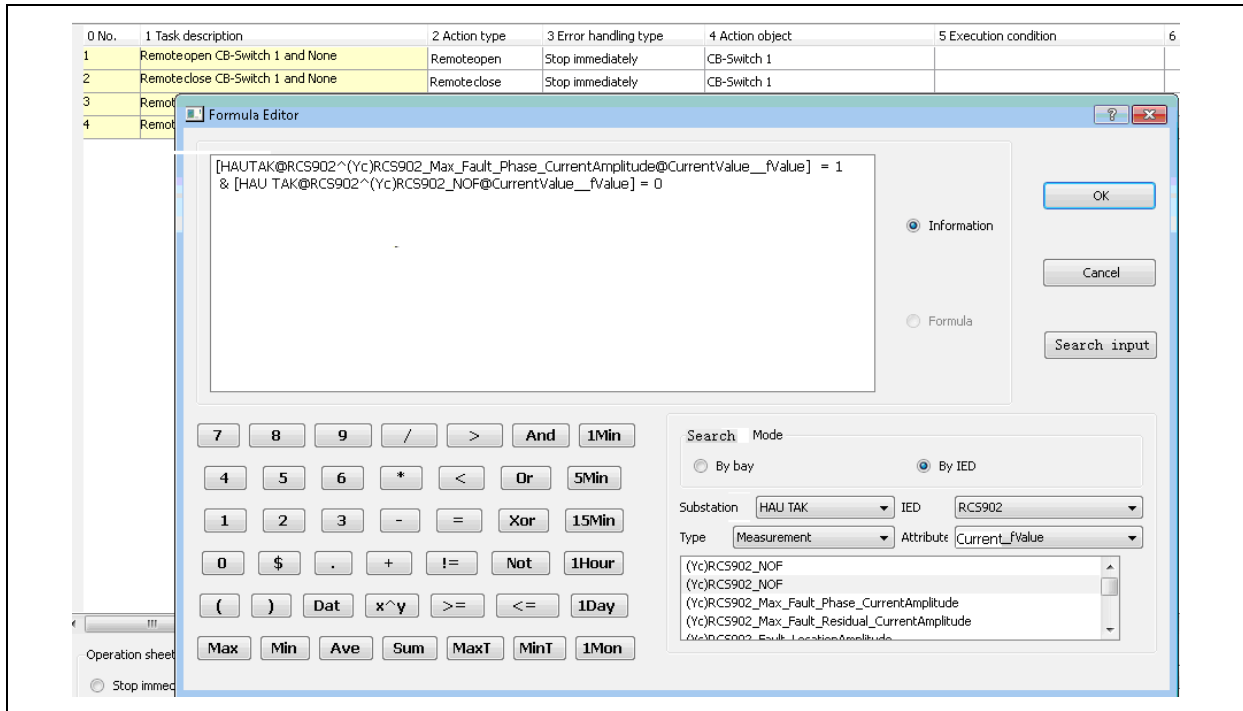 0 No. 1 Task description 2 Action type 3 Error handling type 4 Action object 5 Execution condition 6
1 Remoteopen CB-Switch 1 and None Remoteopen Stop immediately CB-Switch 1
2 Remoteclose CB-Switch 1 and None Remoteclose Stop immediately CB-Switch 1
3 Remot
4 Remot
Formula Editor
[HAUTAK@RCS902^(Yc)RCS902_Max_Fault_Phase_CurrentAmplitude@CurrentValue__fValue] = 1
& [HAU TAK@RCS902^(Yc)RCS902_NOF@CurrentValue__fValue] = 0
OK
Information
Cancel
Formula
Search input
7 8 9 / > And 1Min
4 5 6 * < Or 5Min
1 2 3 - = Xor 15Min
0 $ . + != Not 1Hour
( ) Dat x^y >= <= 1Day
Max Min Ave Sum MaxT MinT 1Mon
Search Mode
By bay By IED
Substation HAU TAK IED RCS902
Type Measurement Attribute Current_fValue
(Yc)RCS902_NOF
(Yc)RCS902_NOF
(Yc)RCS902_Max_Fault_Phase_CurrentAmplitude
(Yc)RCS902_Max_Fault_Residual_CurrentAmplitude
(Yc)RCS902_Fault_LocationAmplitude
Operation sheet
Stop immed